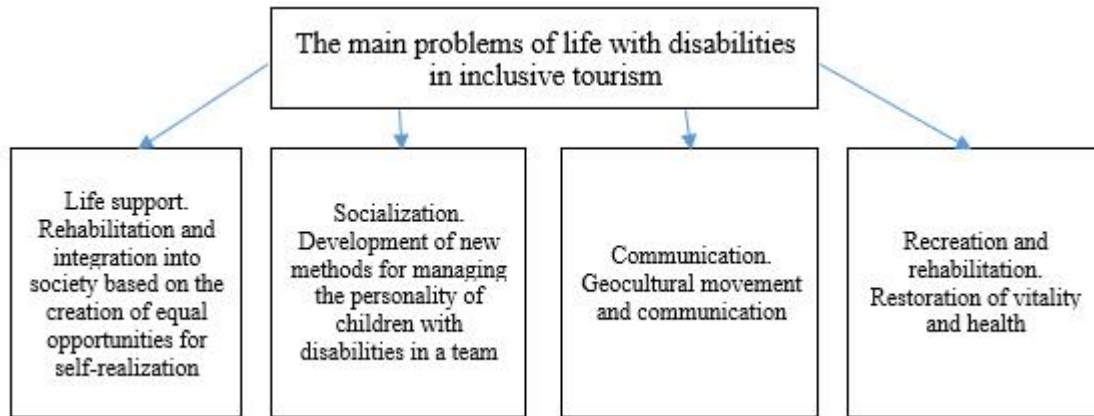 The main problems of life with disabilities
in inclusive tourism
Life support.
Rehabilitation and
integration into
society based on the
creation of equal
opportunities for
self-realization
Socialization.
Development of new
methods for managing
the personality of
children with
disabilities in a team
Communication.
Geocultural movement
and communication
Recreation and
rehabilitation.
Restoration of vitality
and health